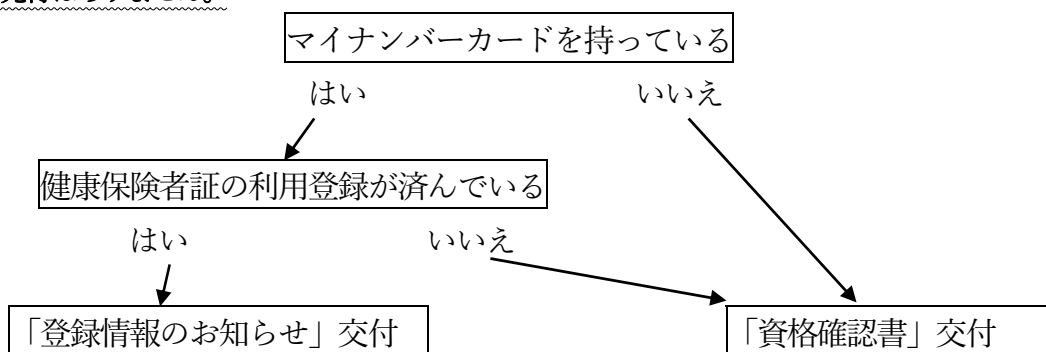 マイナンバーカードを持っている
はい いいえ
健康保険者証の利用登録が済んでいる
はい いいえ
「登録情報のお知らせ」交付 「資格確認書」交付